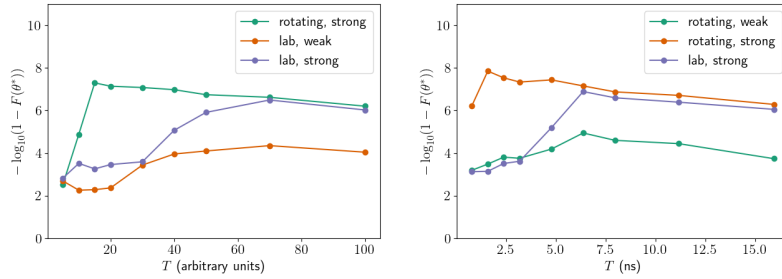 rotating, strong
lab, weak
lab, strong
− log₁₀(1 − F(θ*))
10
8
6
4
2
0
20
40
60
80
100
T (arbitrary units)
rotating, weak
rotating, strong
lab, strong
− log₁₀(1 − F(θ*))
10
8
6
4
2
0
2.5
5.0
7.5
10.0
12.5
15.0
T (ns)